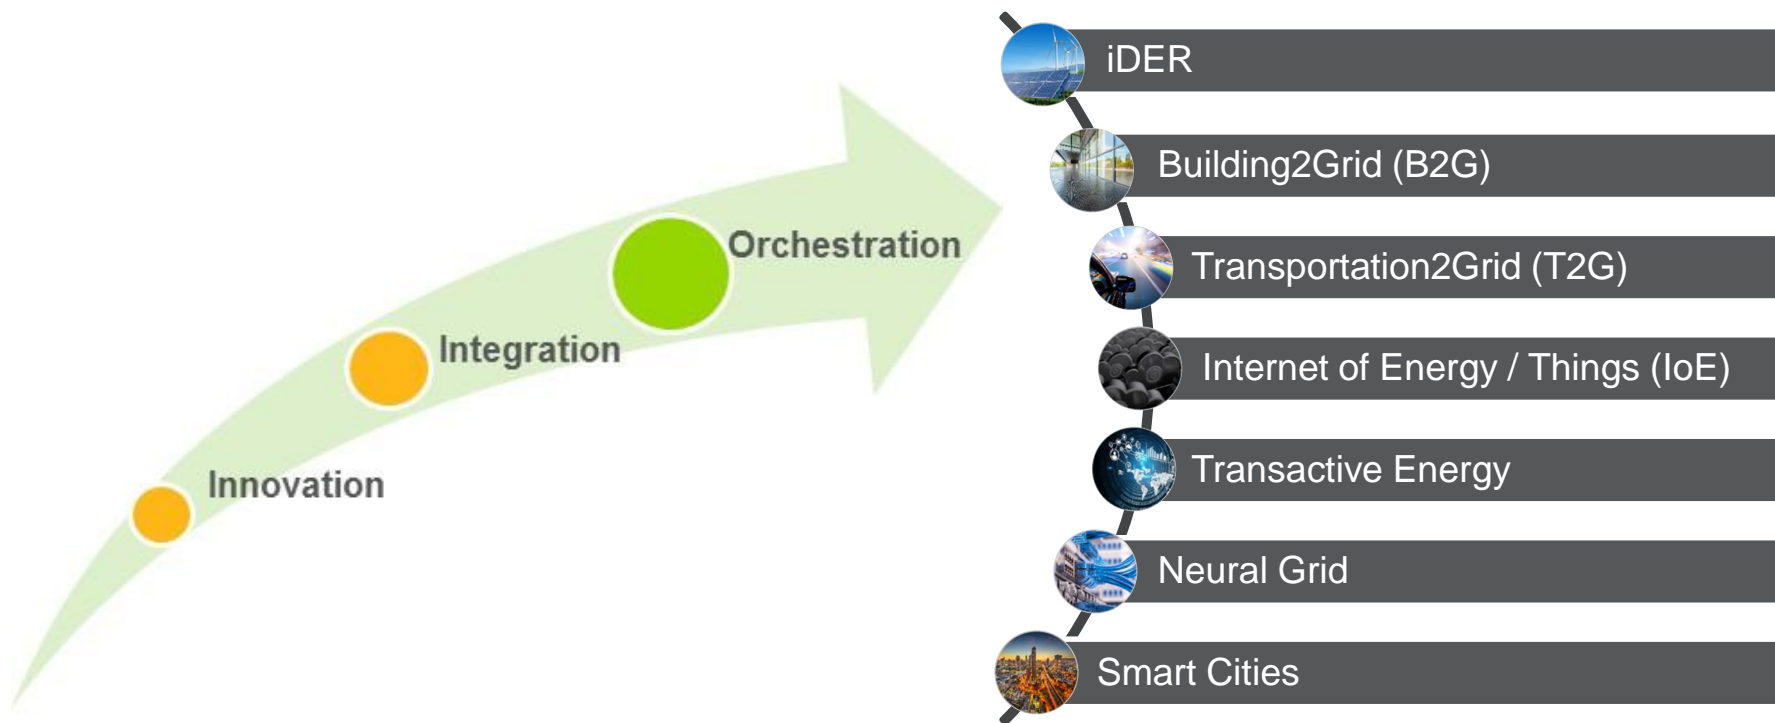 Innovation
Integration
Orchestration
iDER
Building2Grid (B2G)
Transportation2Grid (T2G)
Internet of Energy / Things (IoE)
Transactive Energy
Neural Grid
Smart Cities